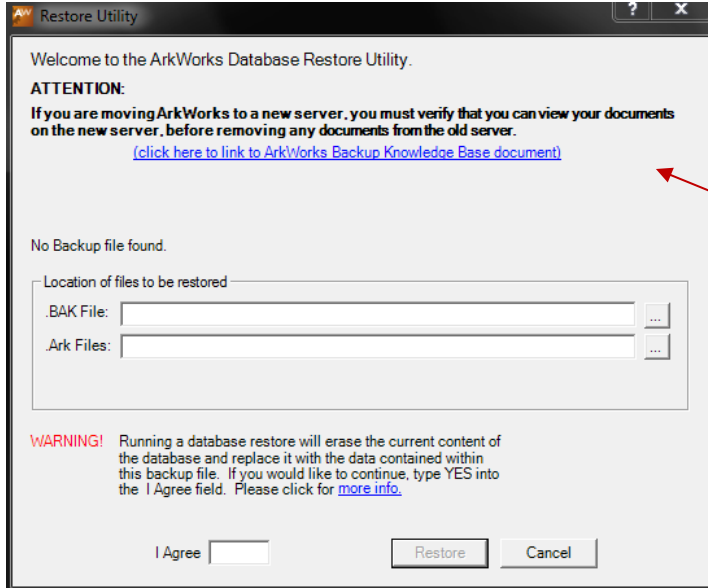 AW Restore Utility ? x
Welcome to the ArkWorks Database Restore Utility.
ATTENTION:
If you are moving ArkWorks to a new server, you must verify that you can view your documents
on the new server, before removing any documents from the old server.
(click here to link to ArkWorks Backup Knowledge Base document)
No Backup file found.
Location of files to be restored
.BAK File: ...
.Ark Files: ...
WARNING! Running a database restore will erase the current content of
the database and replace it with the data contained within
this backup file. If you would like to continue, type YES into
the I Agree field. Please click for more info.
I Agree Restore Cancel